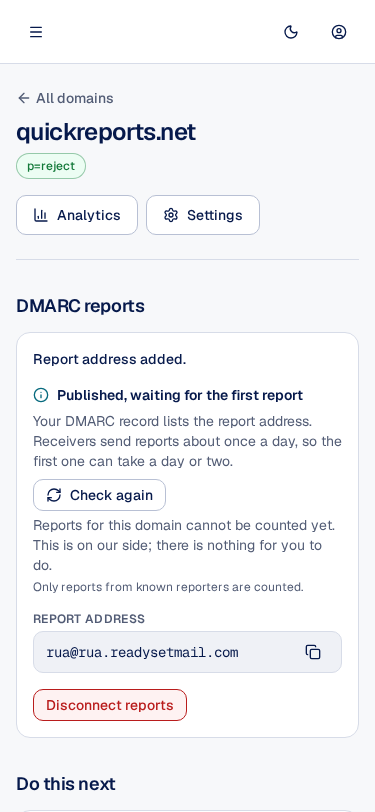 All domains
quickreports.net
p=reject
Analytics Settings
DMARC reports
Report address added.
Published, waiting for the first report
Your DMARC record lists the report address.
Receivers send reports about once a day, so the
first one can take a day or two.
Check again
Reports for this domain cannot be counted yet.
This is on our side; there is nothing for you to
do.
Only reports from known reporters are counted.
REPORT ADDRESS
rua@rua.readysetmail.com
Disconnect reports
Do this next